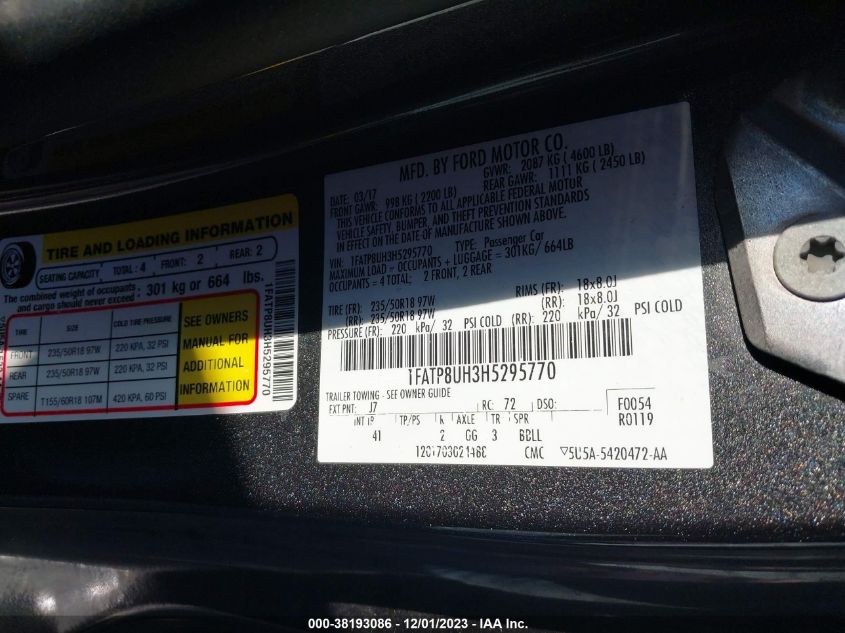 TIRE AND LOADING INFORMATION
SEATING CAPACITY TOTAL : 4 FRONT: 2 REAR: 2
The combined weight of occupants and cargo should never exceed - 301 kg or 664 lbs.
TIRE SIZE COLD TIRE PRESSURE
FRONT 235/50R18 97W 220 KPA, 32 PSI
REAR 235/50R18 97W 220 KPA, 32 PSI
SPARE T155/60R18 107M 420 KPA, 60 PSI
SEE OWNERS
MANUAL FOR
ADDITIONAL
INFORMATION
1FATP8UH3H5295770
MFD. BY FORD MOTOR CO.
DATE: 03/17 GVWR: 2087 KG ( 4600 LB)
FRONT GAWR: 998 KG ( 2200 LB) REAR GAWR: 1111 KG ( 2450 LB)
THIS VEHICLE CONFORMS TO ALL APPLICABLE FEDERAL MOTOR
VEHICLE SAFETY, BUMPER, AND THEFT PREVENTION STANDARDS
IN EFFECT ON THE DATE OF MANUFACTURE SHOWN ABOVE.
VIN: 1FATP8UH3H5295770 TYPE: Passenger Car
MAXIMUM LOAD = OCCUPANTS + LUGGAGE = 301KG/ 664LB
OCCUPANTS = 4 TOTAL: 2 FRONT, 2 REAR
TIRE (FR): 235/50R18 97W RIMS (FR): 18x8.0J
(RR): 235/50R18 97W (RR): 18x8.0J
PRESSURE (FR): 220 kPa/ 32 PSI COLD (RR): 220 kPa/ 32 PSI COLD
1FATP8UH3H5295770
TRAILER TOWING - SEE OWNER GUIDE
EXT PNT: J7 RC: 72 DSO: F0054
R0119
INT TR TP/PS R AXLE TR SPR
41 2 GG 3 BBLL
CMC 5U5A-5420472-AA
000-38193086 - 12/01/2023 - IAA Inc.